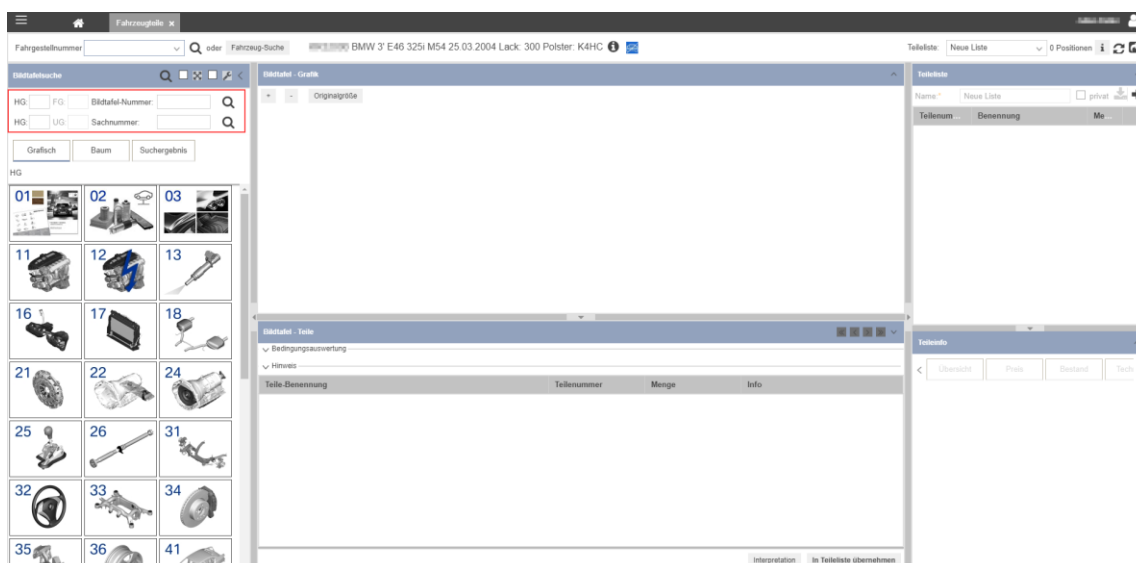 Fahrzeugteile x
Fahrgestellnummer oder Fahrzeug-Suche BMW 3' E46 325i M54 25.03.2004 Lack: 300 Polster: K4HC Teileliste: Neue Liste 0 Positionen
Bildtafelsuche
HG: FG: Bildtafel-Nummer:
HG: UG: Sachnummer:
Grafisch Baum Suchergebnis
HG
01 02 03
11 12 13
16 17 18
21 22 24
25 26 31
32 33 34
35 36 41
Bildtafel - Grafik
+ - Originalgröße
Bildtafel - Teile
Bedingungsauswertung
Hinweis
Teile-Benennung Teilenummer Menge Info
Interpretation In Teileliste übernehmen
Teileliste
Name:* Neue Liste privat
Teilenum... Benennung Me...
Teileinfo
Übersicht Preis Bestand Tech